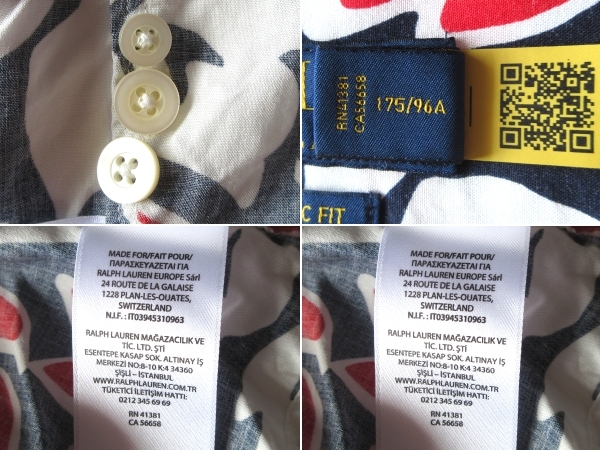 RN41381
CA56658
175/96A
C FIT
MADE FOR/FAIT POUR/
ΠΑΡΑΣΚΕΥΑΖΕΤΑΙ ΓΙΑ
RALPH LAUREN EUROPE Sàrl
24 ROUTE DE LA GALAISE
1228 PLAN-LES-OUATES,
SWITZERLAND
N.I.F. : IT03945310963
RALPH LAUREN MAĞAZACILIK VE
TİC. LTD. ŞTİ
ESENTEPE KASAP SOK. ALTINAY İŞ
MERKEZİ NO:8-10 K:4 34360
ŞİŞLİ – İSTANBUL
WWW.RALPHLAUREN.COM.TR
TÜKETİCİ İLETİŞİM HATTI:
0212 345 69 69
RN 41381
CA 56658
MADE FOR/FAIT POUR/
ΠΑΡΑΣΚΕΥΑΖΕΤΑΙ ΓΙΑ
RALPH LAUREN EUROPE Sàrl
24 ROUTE DE LA GALAISE
1228 PLAN-LES-OUATES,
SWITZERLAND
N.I.F. : IT03945310963
RALPH LAUREN MAĞAZACILIK VE
TİC. LTD. ŞTİ
ESENTEPE KASAP SOK. ALTINAY İŞ
MERKEZİ NO:8-10 K:4 34360
ŞİŞLİ – İSTANBUL
WWW.RALPHLAUREN.COM.TR
TÜKETİCİ İLETİŞİM HATTI:
0212 345 69 69
RN 41381
CA 56658